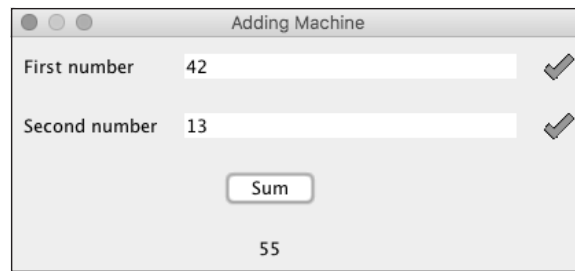 Adding Machine
First number 42
Second number 13
Sum
55